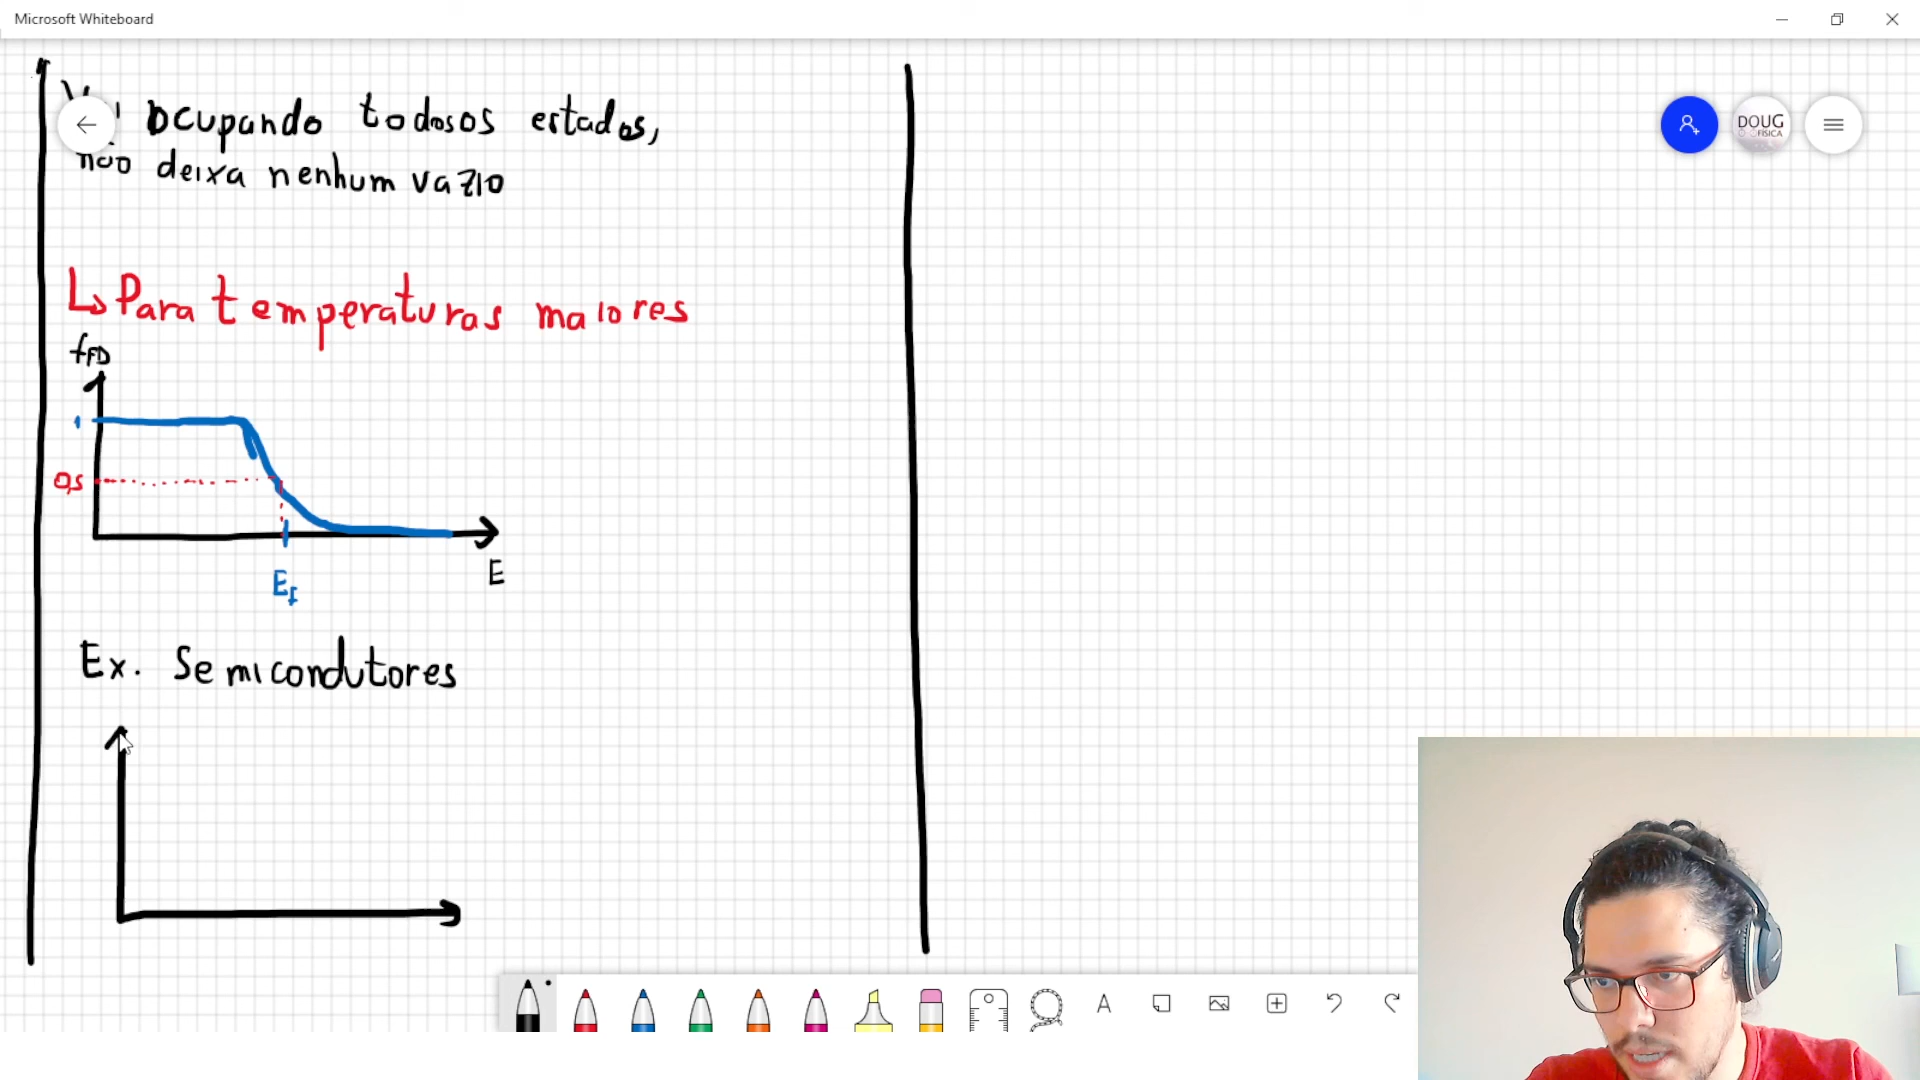 Microsoft Whiteboard
ocupando todos os estados,
não deixa nenhum vazio
DOUG
FÍSICA
↳ Para temperaturas maiores
fFD
1
0,5
E
Ef
Ex. Semicondutores
A